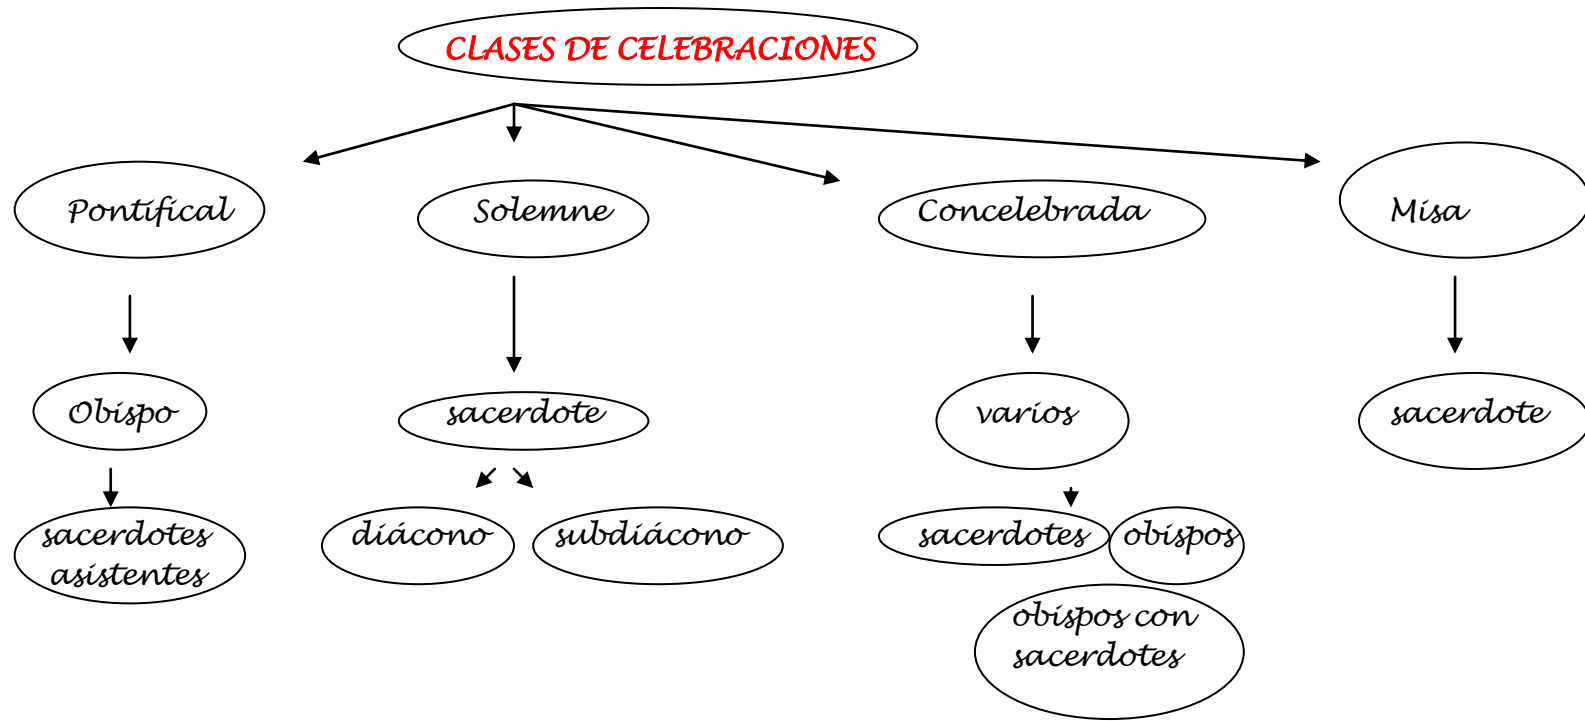 CLASES DE CELEBRACIONES
Pontifical
Solemne
Concelebrada
Misa
Obispo
sacerdote
varios
sacerdote
sacerdotes
asistentes
diácono
subdiácono
sacerdotes
obispos
obispos con
sacerdotes